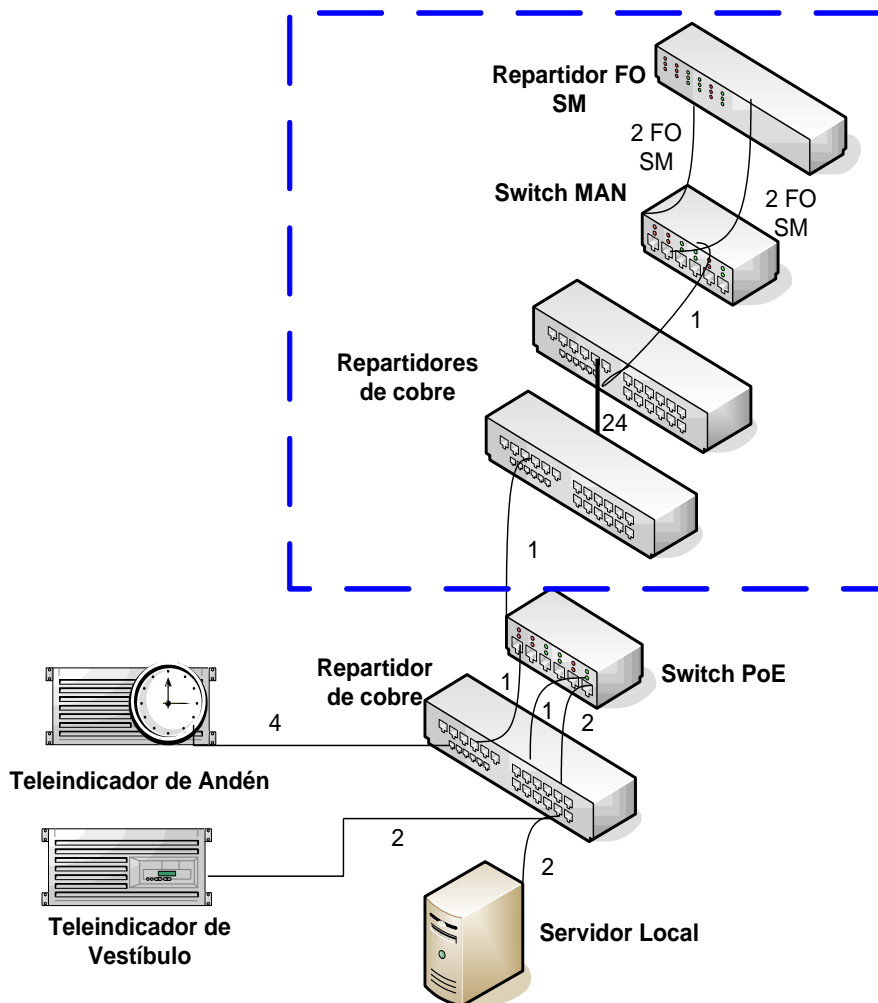 Repartidor FO
SM
2 FO
SM
Switch MAN
2 FO
SM
1
Repartidores
de cobre
24
1
Repartidor
de cobre
Switch PoE
1
1
2
4
Teleindicador de Andén
2
2
Teleindicador de
Vestíbulo
Servidor Local